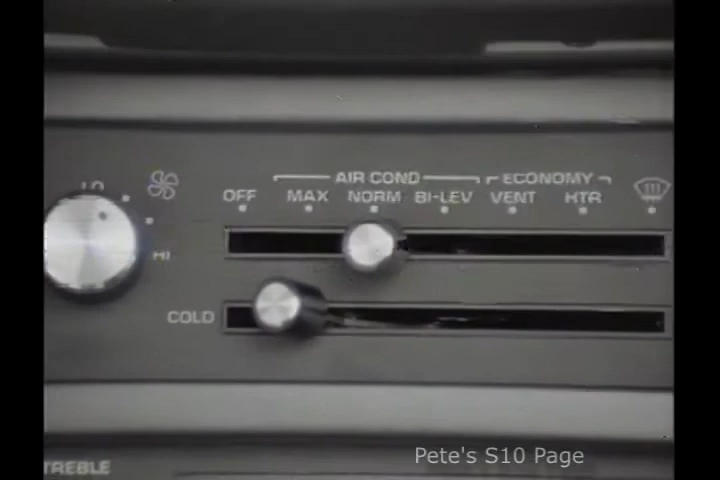 LO
AIR COND
ECONOMY
OFF MAX NORM BI-LEV VENT HTR
HI
COLD
TREBLE
Pete's S10 Page